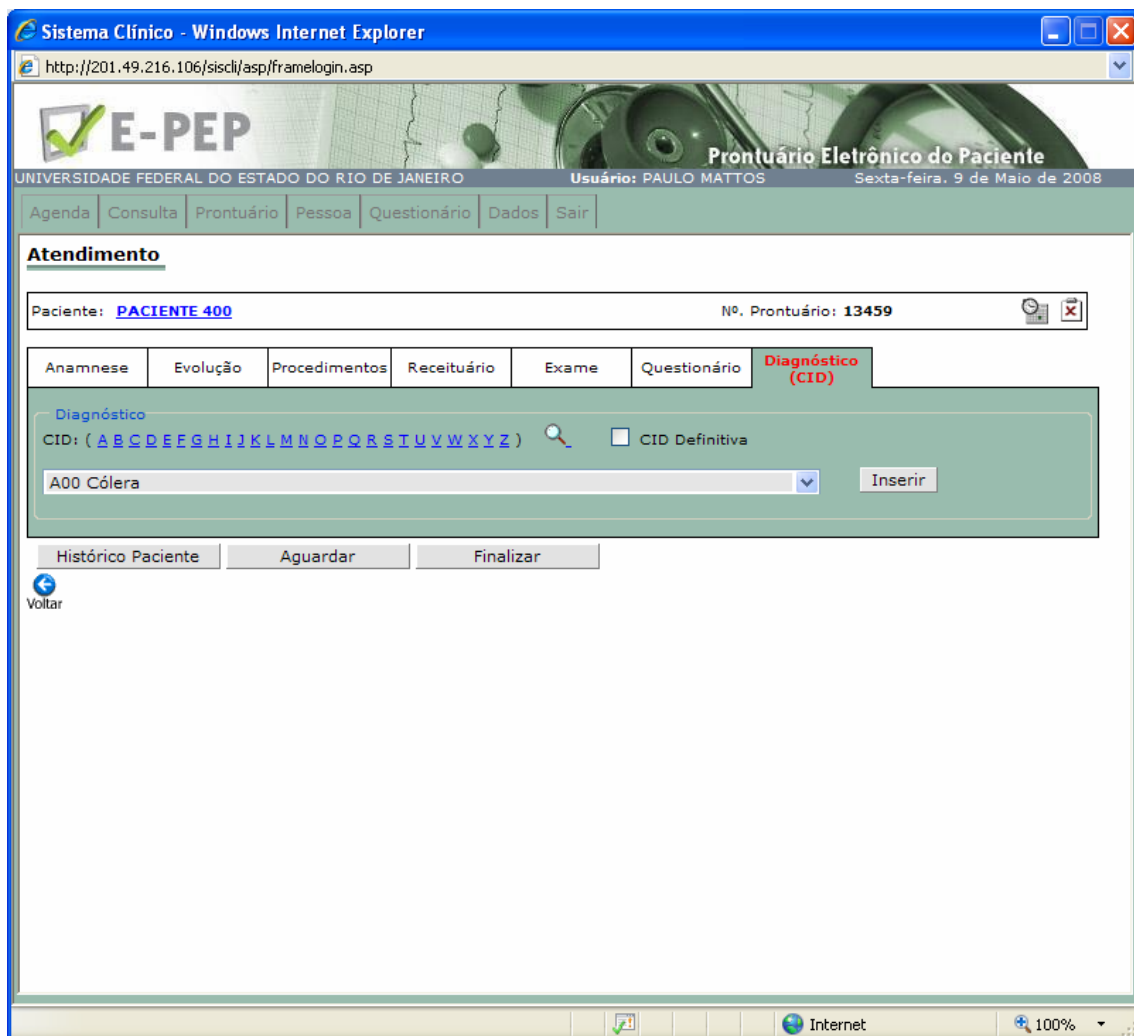 Sistema Clínico - Windows Internet Explorer
http://201.49.216.106/siscli/asp/framelogin.asp
E-PEP
Prontuário Eletrônico do Paciente
UNIVERSIDADE FEDERAL DO ESTADO DO RIO DE JANEIRO Usuário: PAULO MATTOS Sexta-feira. 9 de Maio de 2008
Agenda Consulta Prontuário Pessoa Questionário Dados Sair
Atendimento
Paciente: PACIENTE 400 Nº. Prontuário: 13459
Anamnese Evolução Procedimentos Receituário Exame Questionário Diagnóstico (CID)
Diagnóstico
CID: ( A B C D E F G H I J K L M N O P Q R S T U V W X Y Z ) CID Definitiva
A00 Cólera Inserir
Histórico Paciente Aguardar Finalizar
Voltar
Internet 100%